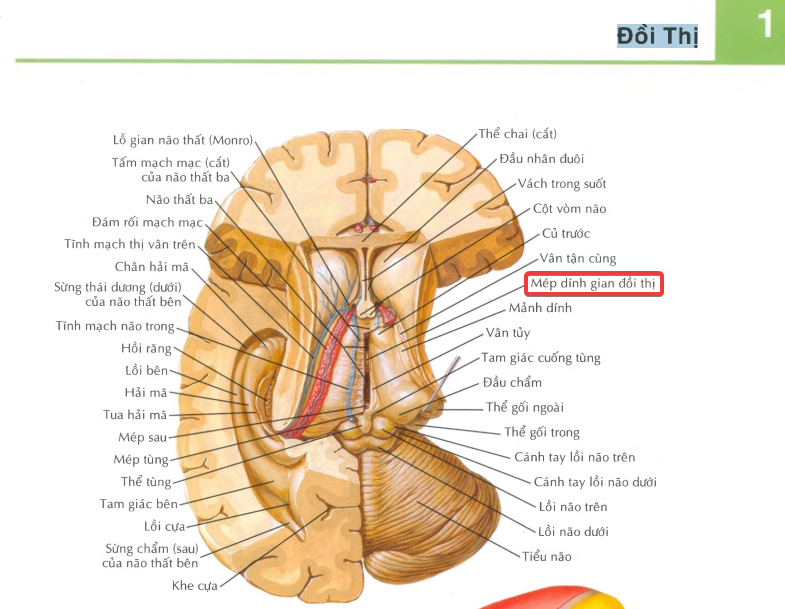 Đồi Thị
1
Lỗ gian não thất (Monro)
Tấm mạch mạc (cắt)
của não thất ba
Não thất ba
Đám rối mạch mạc
Tĩnh mạch thị vân trên
Chân hải mã
Sừng thái dương (dưới)
của não thất bên
Tĩnh mạch não trong
Hồi răng
Lồi bên
Hải mã
Tua hải mã
Mép sau
Mép tùng
Thể tùng
Tam giác bên
Lồi cựa
Sừng chẩm (sau)
của não thất bên
Khe cựa
Thể chai (cắt)
Đầu nhân đuôi
Vách trong suốt
Cột vòm não
Củ trước
Vân tận cùng
Mép dính gian đồi thị
Mảnh dính
Vân tủy
Tam giác cuống tùng
Đầu chẩm
Thể gối ngoài
Thể gối trong
Cánh tay lồi não trên
Cánh tay lồi não dưới
Lồi não trên
Lồi não dưới
Tiểu não